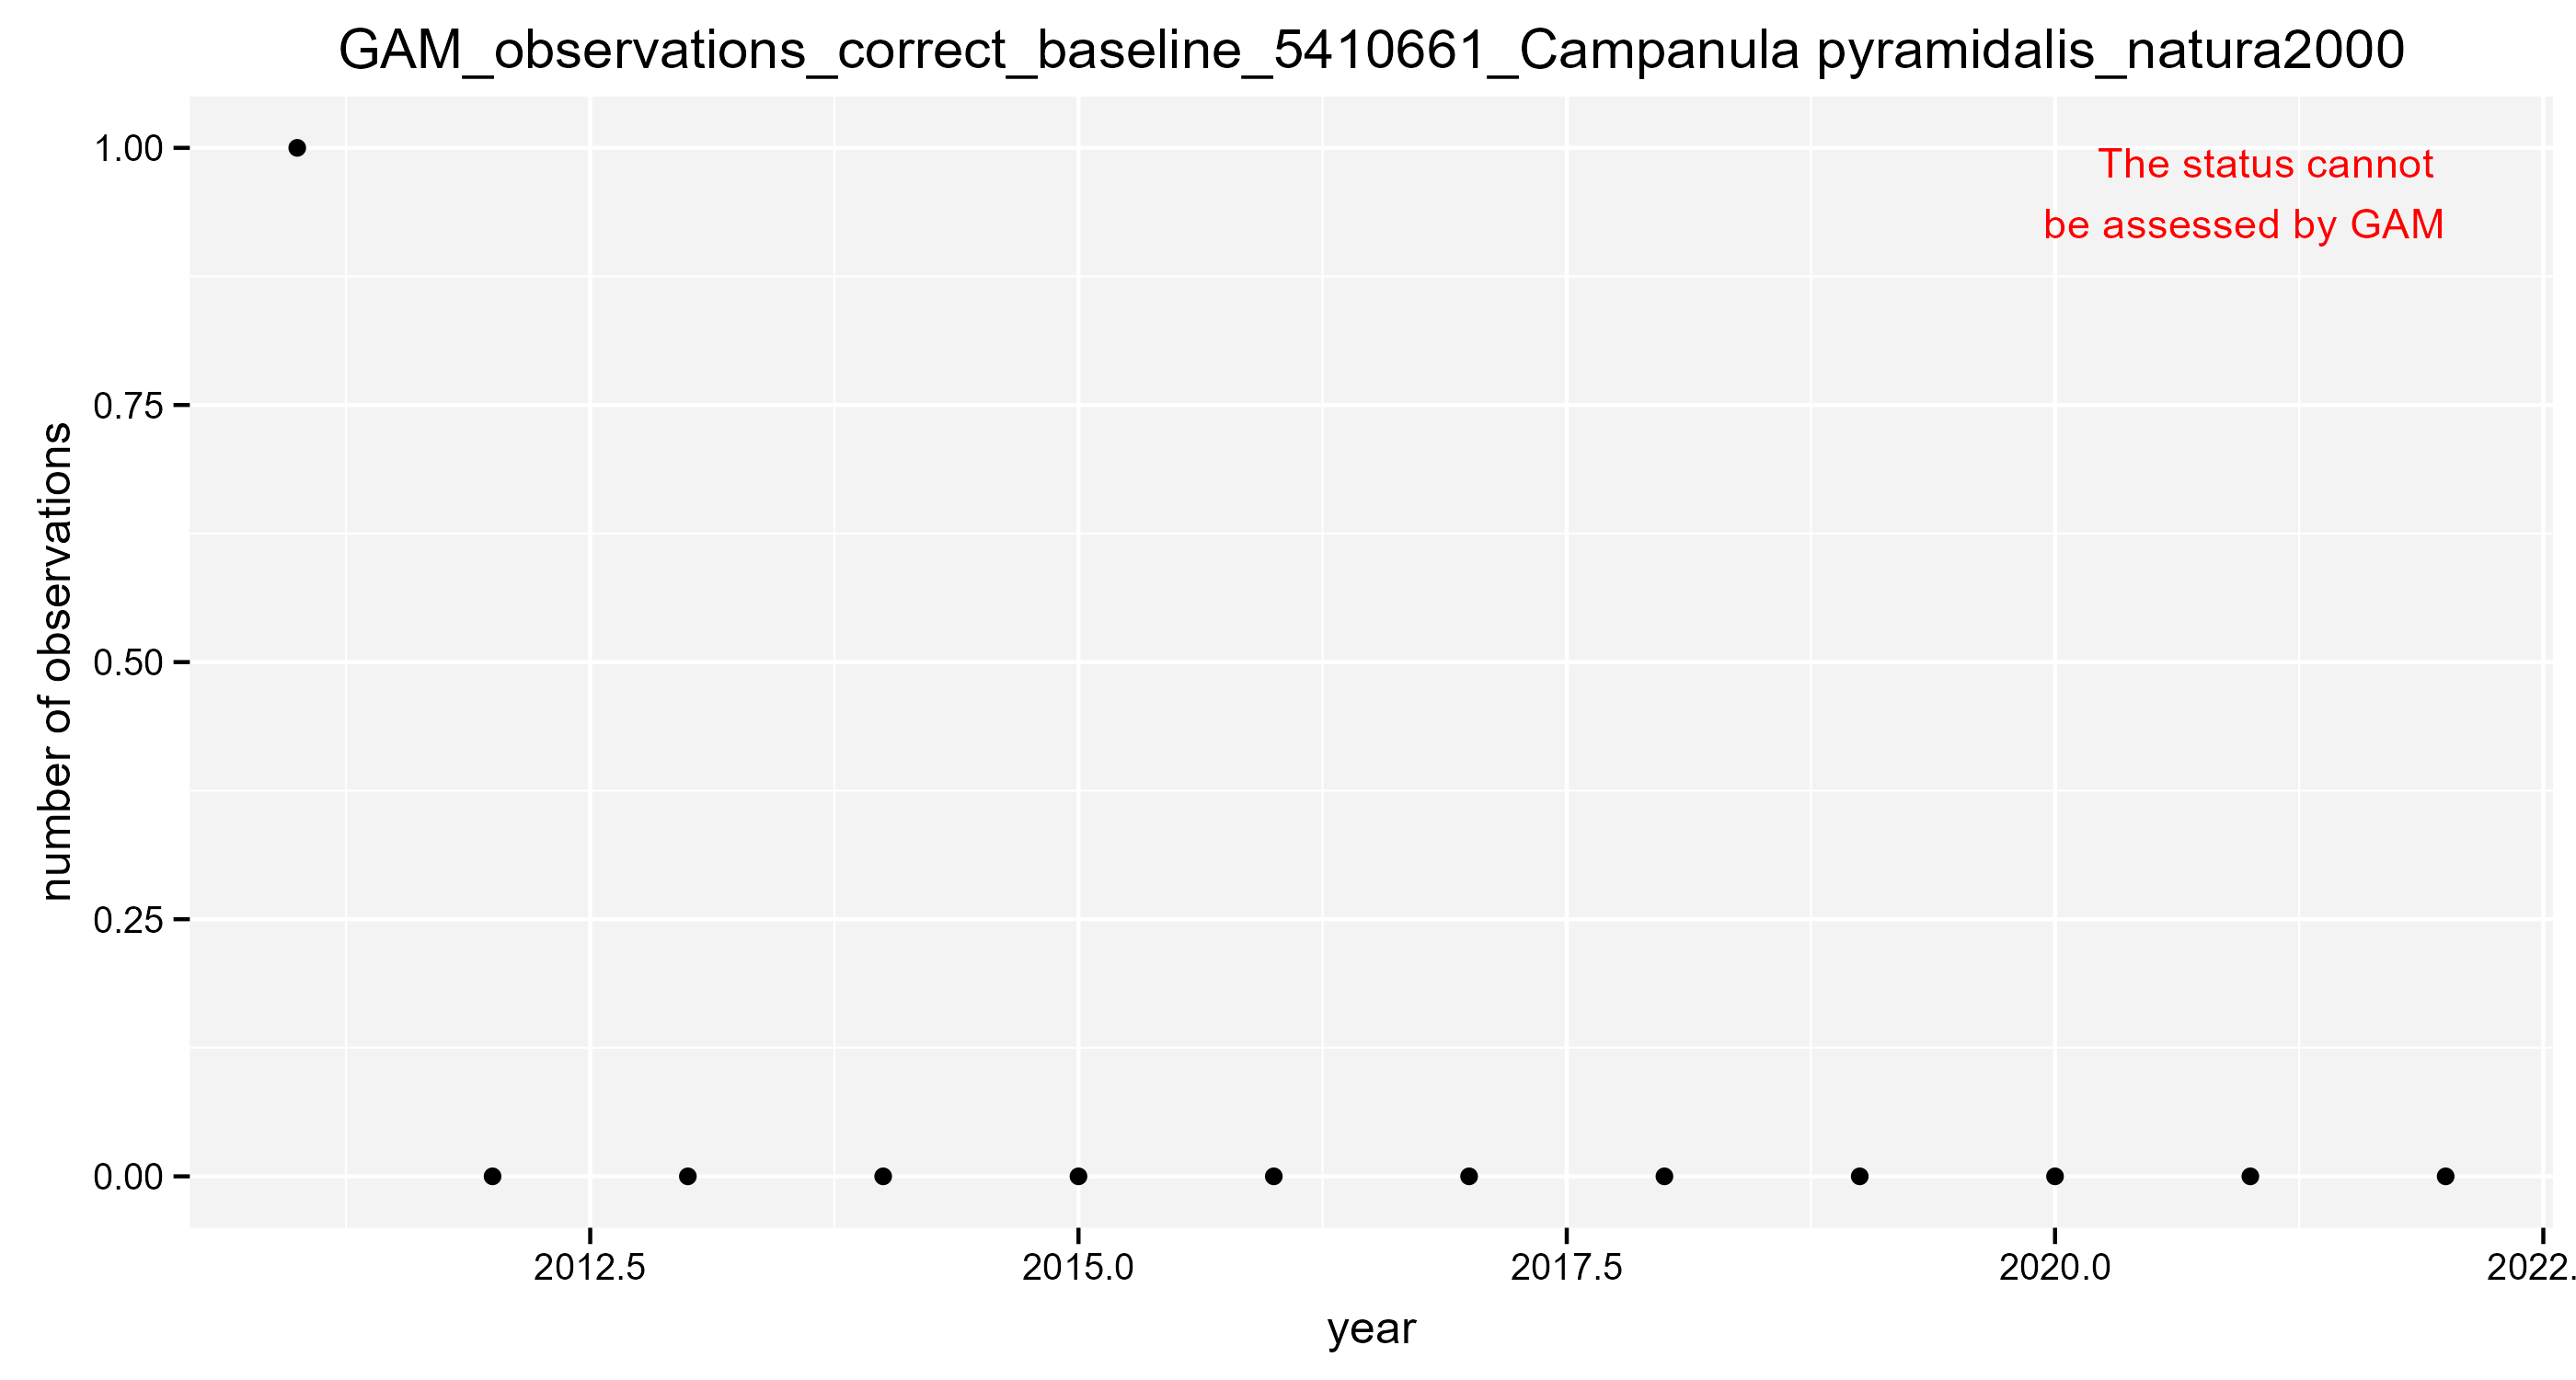 GAM_observations_correct_baseline_5410661_Campanula pyramidalis_natura2000
The status cannot
be assessed by GAM
number of observations
1.00
0.75
0.50
0.25
0.00
2012.5 2015.0 2017.5 2020.0 2022.
year